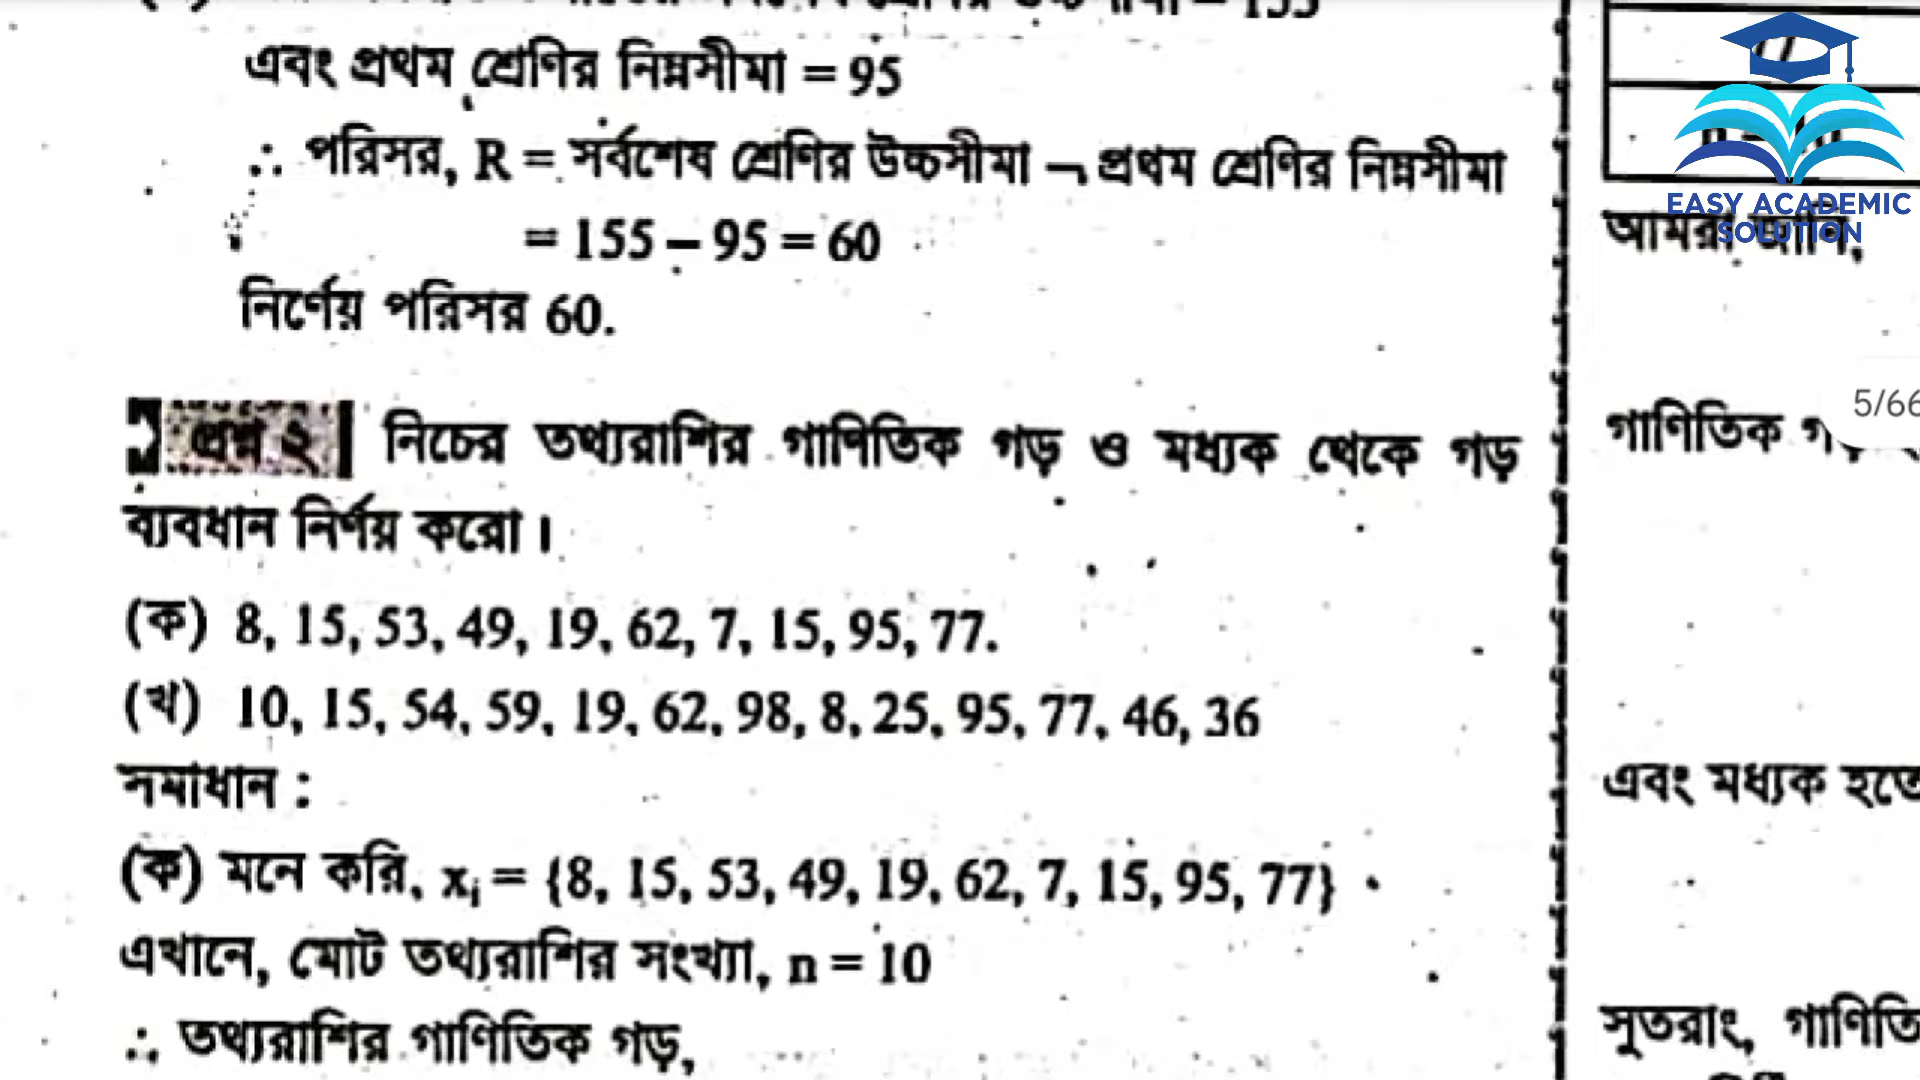 এবং প্রথম শ্রেণির নিম্নসীমা = 95
∴ পরিসর, R = সর্বশেষ শ্রেণির উচ্চসীমা – প্রথম শ্রেণির নিম্নসীমা
= 155 – 95 = 60
নির্ণেয় পরিসর 60.
প্রশ্ন ২ নিচের তথ্যরাশির গাণিতিক গড় ও মধ্যক থেকে গড়
ব্যবধান নির্ণয় করো।
(ক) 8, 15, 53, 49, 19, 62, 7, 15, 95, 77.
(খ) 10, 15, 54, 59, 19, 62, 98, 8, 25, 95, 77, 46, 36
সমাধান :
(ক) মনে করি, xi = {8, 15, 53, 49, 19, 62, 7, 15, 95, 77}
এখানে, মোট তথ্যরাশির সংখ্যা, n = 10
∴ তথ্যরাশির গাণিতিক গড়,
EASY ACADEMIC
SOLUTION
আমরা জানি,
5/66
গাণিতিক
এবং মধ্যক হতে
সুতরাং,